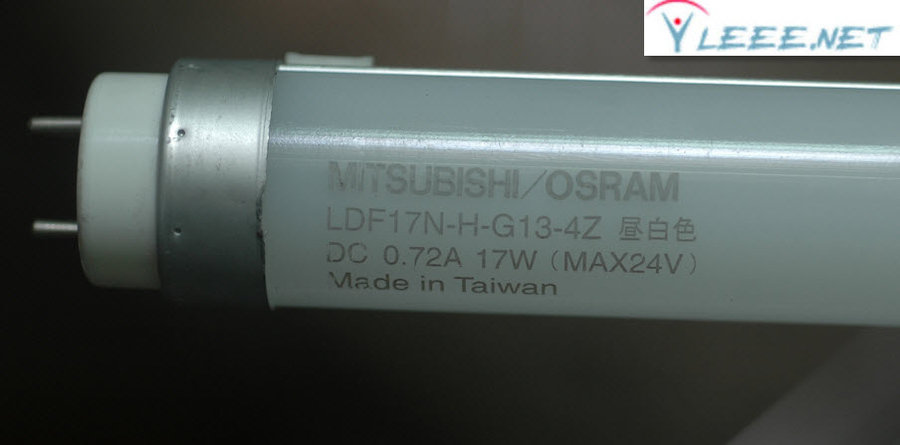 YLEEE.NET
MITSUBISHI/OSRAM
LDF17N-H-G13-4Z 昼白色
DC 0.72A 17W (MAX24V)
Made in Taiwan